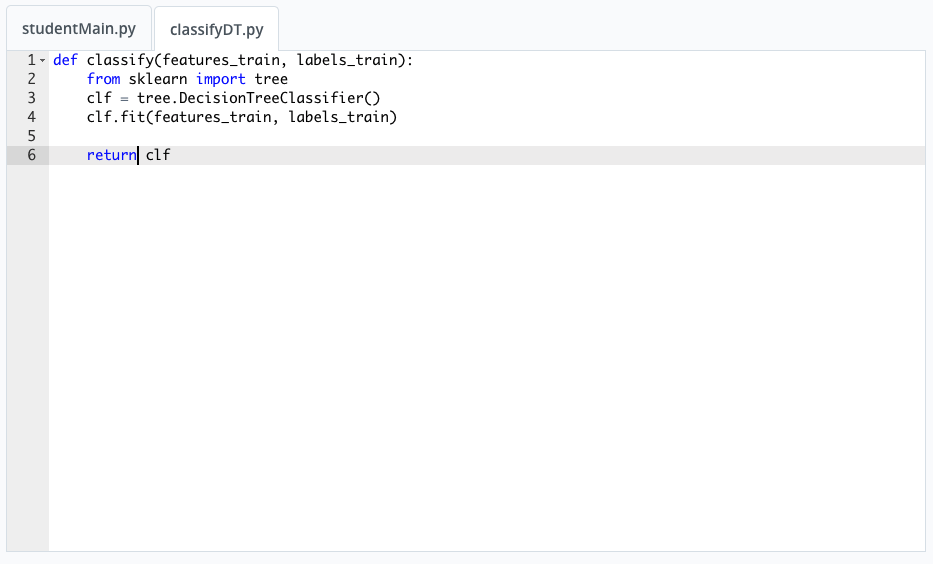 studentMain.py
classifyDT.py
1 def classify(features_train, labels_train):
2     from sklearn import tree
3     clf = tree.DecisionTreeClassifier()
4     clf.fit(features_train, labels_train)
5
6     return clf